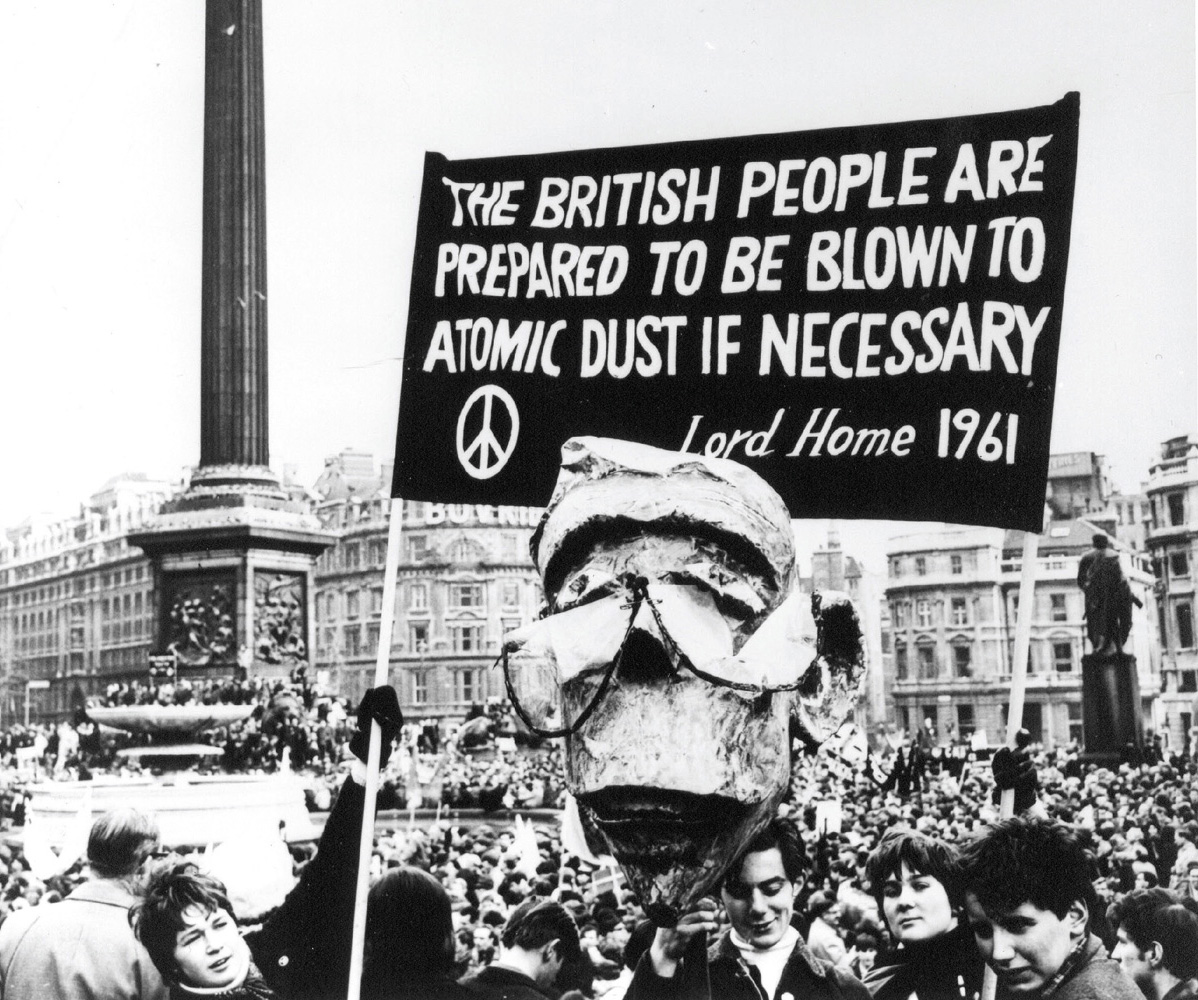 THE BRITISH PEOPLE ARE
PREPARED TO BE BLOWN TO
ATOMIC DUST IF NECESSARY
Lord Home 1961